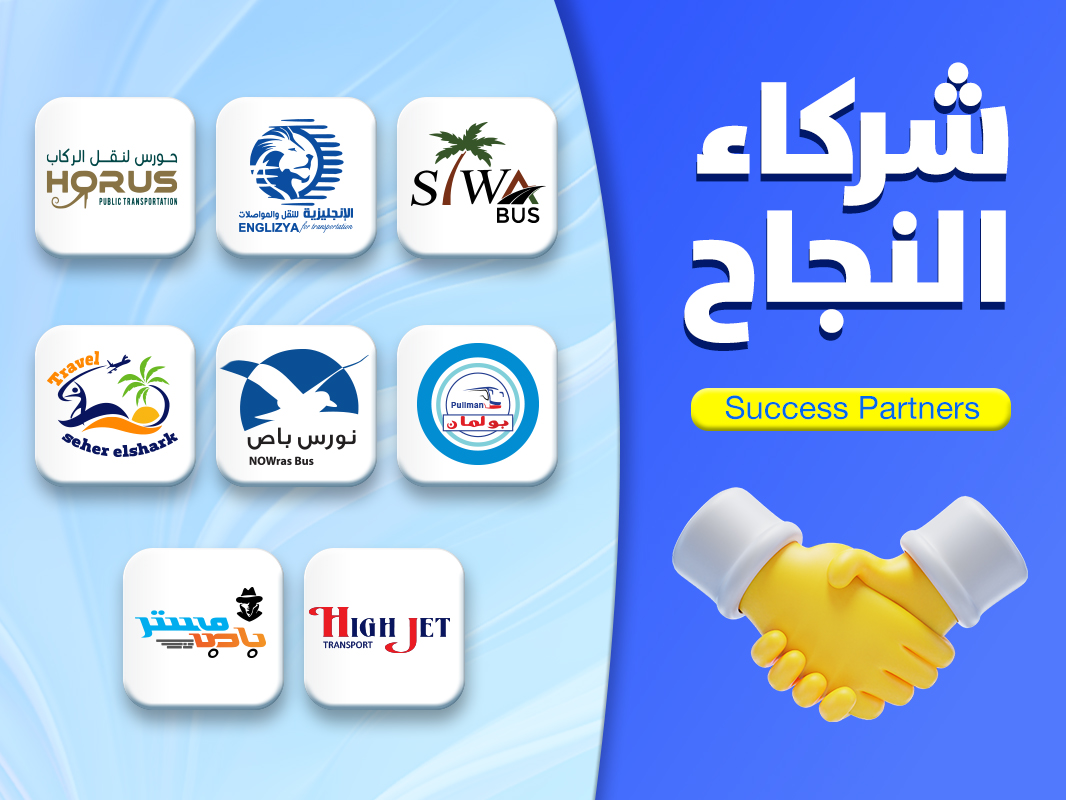 شركاء
النجاح
Success Partners
حورس لنقل الركاب
HORUS
PUBLIC TRANSPORTATION
الإنجليزية للنقل والمواصلات
ENGLIZYA for transportation
SIWA
BUS
Travel
seher elshark
نورس باص
NOWras Bus
Pullman
بولمان
مستر
باص
HIGH JET
TRANSPORT